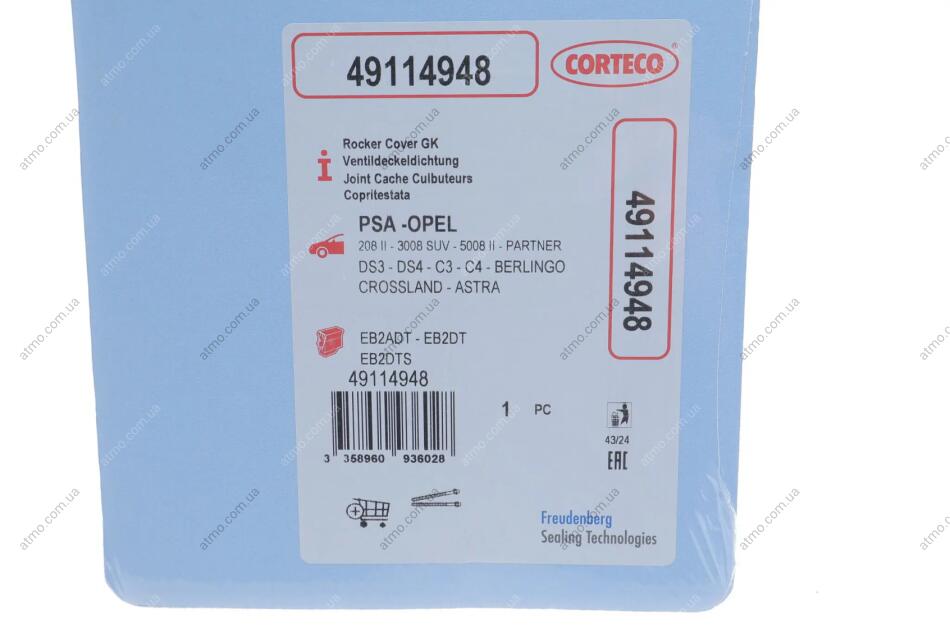 49114948
CORTECO®
Rocker Cover GK
Ventildeckeldichtung
Joint Cache Culbuteurs
Copritestata
PSA -OPEL
208 II - 3008 SUV - 5008 II - PARTNER
DS3 - DS4 - C3 - C4 - BERLINGO
CROSSLAND - ASTRA
49114948
EB2ADT - EB2DT
EB2DTS
49114948
3 358960 936028
1 PC
43/24
EAC
Freudenberg
Sealing Technologies
atmo.com.ua